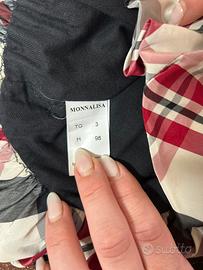 MONNALISA
TG 3
H 98
subito